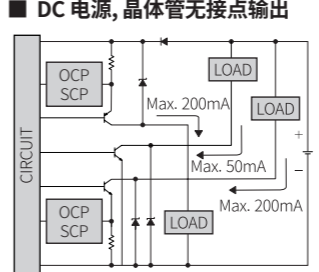 ■ DC 电源, 晶体管无接点输出
OCP
SCP
LOAD
LOAD
Max. 200mA
+
CIRCUIT
Max. 50mA
−
Max. 200mA
OCP
SCP
LOAD